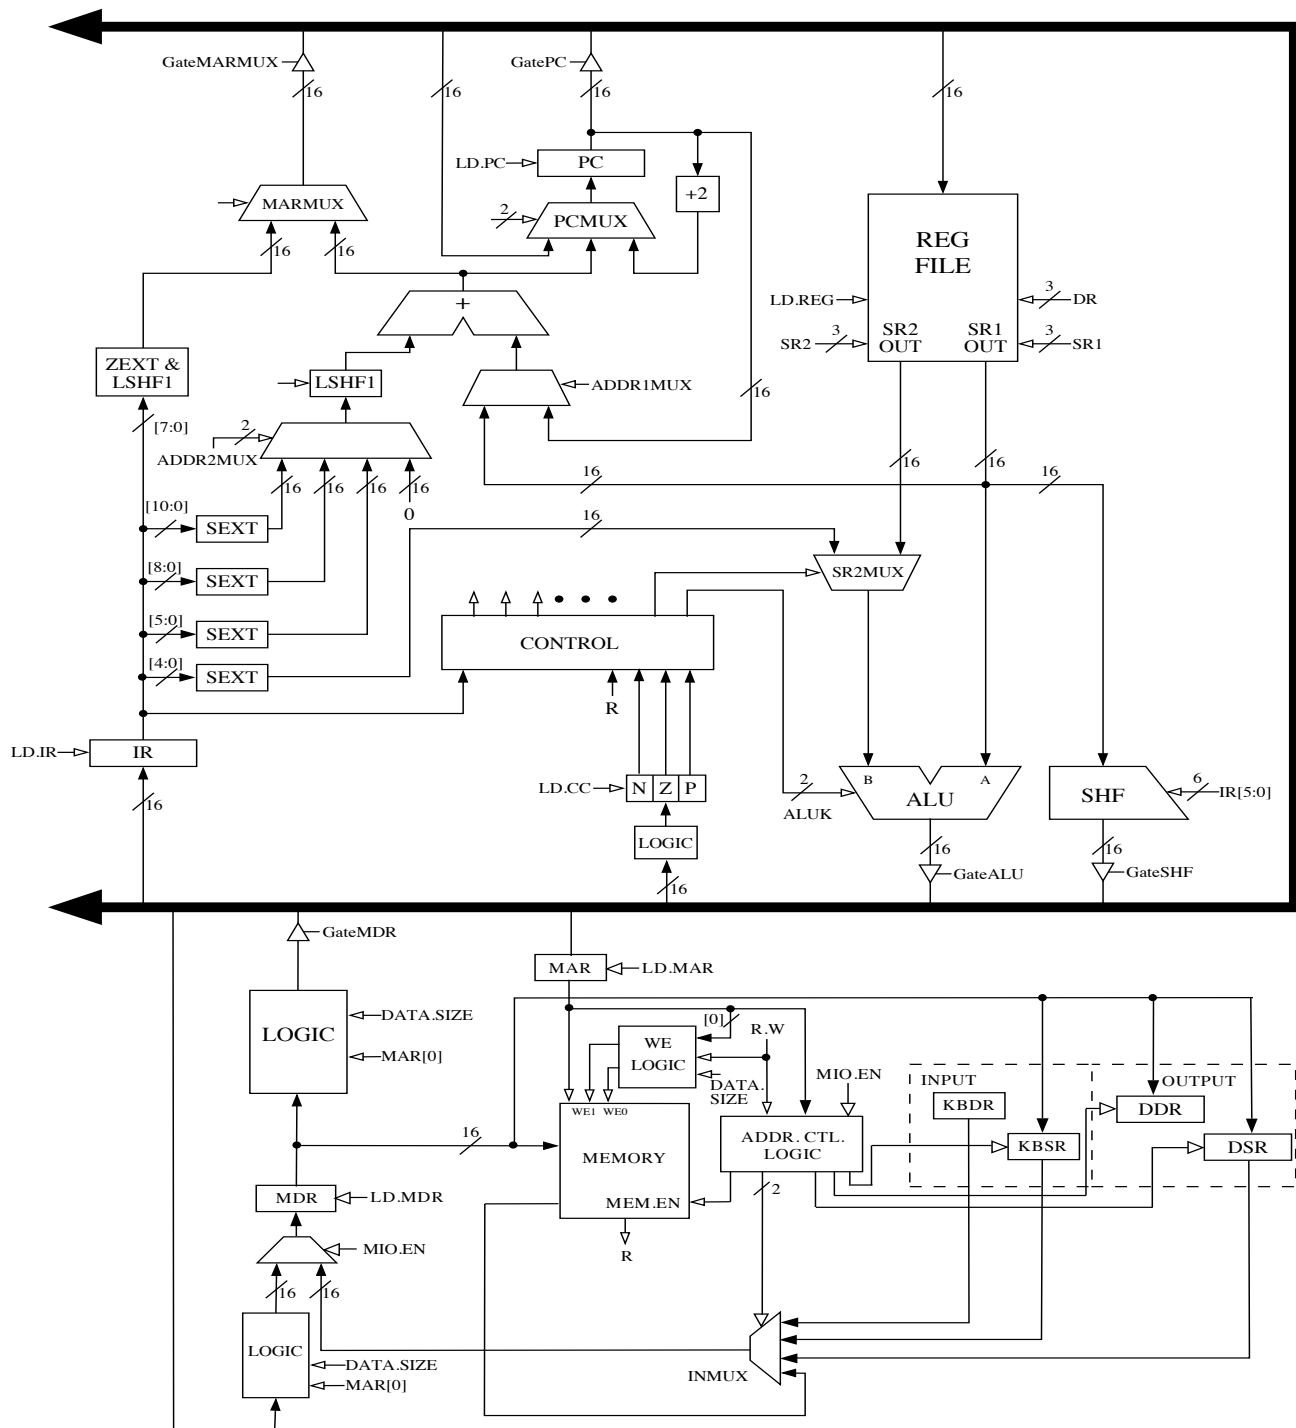 GateMARMUX
GatePC
16
16
16
16
LD.PC
PC
+2
MARMUX
2
PCMUX
REG
FILE
16
16
LD.REG
3
DR
+
SR2
3
SR2
OUT
SR1
OUT
3
SR1
ZEXT &
LSHF1
LSHF1
ADDR1MUX
16
[7:0]
2
ADDR2MUX
16
16
16
16
16
16
16
16
0
[10:0]
SEXT
16
[8:0]
SEXT
SR2MUX
[5:0]
SEXT
CONTROL
[4:0]
SEXT
R
LD.IR
IR
16
LD.CC
N
Z
P
2
ALUK
B
A
ALU
SHF
6
IR[5:0]
LOGIC
16
16
16
GateALU
GateSHF
GateMDR
MAR
LD.MAR
LOGIC
DATA.SIZE
MAR[0]
[0]
R.W
WE
LOGIC
DATA.
SIZE
MIO.EN
INPUT
OUTPUT
KBDR
DDR
WE1
WE0
16
MEMORY
ADDR. CTL.
LOGIC
KBSR
DSR
MDR
LD.MDR
MEM.EN
2
MIO.EN
R
16
16
LOGIC
DATA.SIZE
MAR[0]
INMUX